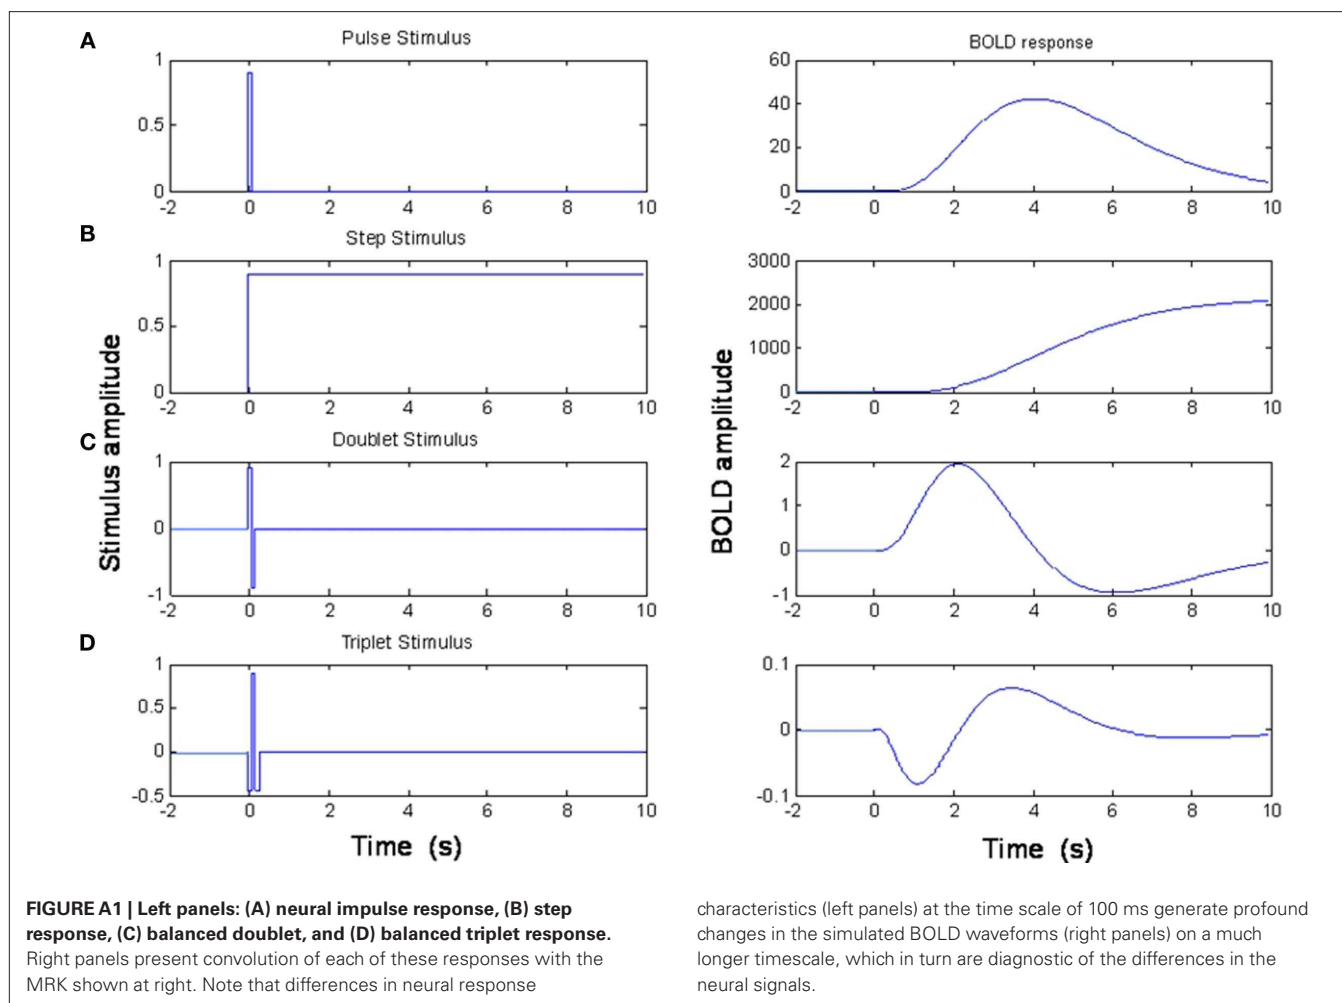 A
Pulse Stimulus
1
0.5
0
-2 0 2 4 6 8 10
BOLD response
60
40
20
0
-2 0 2 4 6 8 10
B
Step Stimulus
1
0.5
0
-2 0 2 4 6 8 10
3000
2000
1000
0
-2 0 2 4 6 8 10
Stimulus amplitude
BOLD amplitude
C
Doublet Stimulus
1
0
-1
-2 0 2 4 6 8 10
2
1
0
-1
-2 0 2 4 6 8 10
D
Triplet Stimulus
1
0.5
0
-0.5
-2 0 2 4 6 8 10
Time (s)
0.1
0
-0.1
-2 0 2 4 6 8 10
Time (s)
FIGURE A1 | Left panels: (A) neural impulse response, (B) step
response, (C) balanced doublet, and (D) balanced triplet response.
Right panels present convolution of each of these responses with the
MRK shown at right. Note that differences in neural response
characteristics (left panels) at the time scale of 100 ms generate profound
changes in the simulated BOLD waveforms (right panels) on a much
longer timescale, which in turn are diagnostic of the differences in the
neural signals.